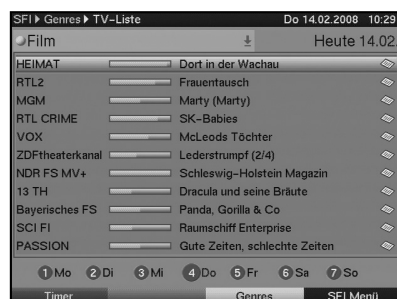 SFI Genres TV-Liste Do 14.02.2008 10:29
Film Heute 14.02.
HEIMAT Dort in der Wachau
RTL2 Frauentausch
MGM Marty (Marty)
RTL CRIME SK-Babies
VOX McLeods Töchter
ZDFtheaterkanal Lederstrumpf (2/4)
NDR FS MV+ Schleswig-Holstein Magazin
13 TH Dracula und seine Bräute
Bayerisches FS Panda, Gorilla & Co
SCI FI Raumschiff Enterprise
PASSION Gute Zeiten, schlechte Zeiten
1 Mo 2 Di 3 Mi 4 Do 5 Fr 6 Sa 7 So
Timer Genres SFI Menü